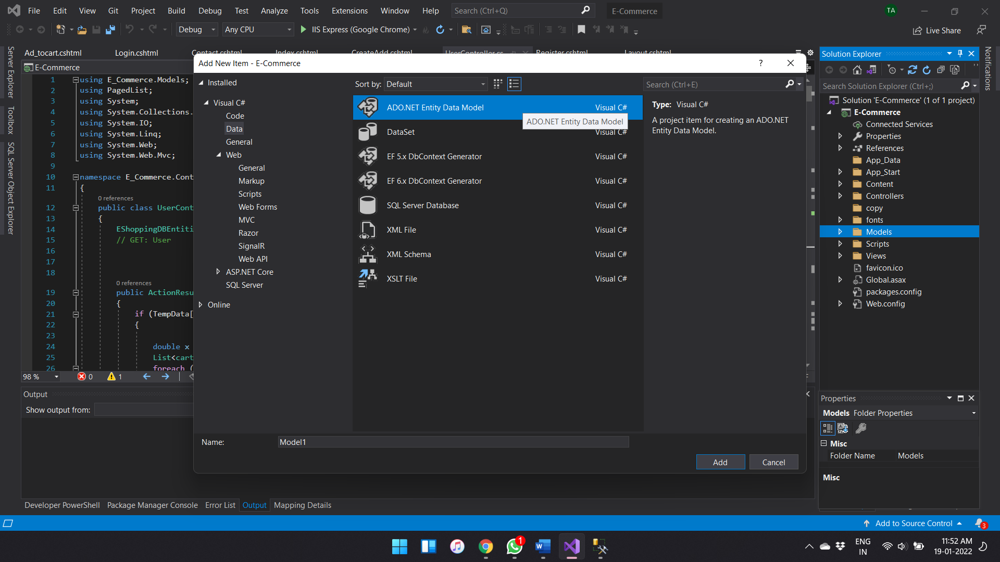 File Edit View Git Project Build Debug Test Analyze Tools Extensions Window Help Search (Ctrl+Q) E-Commerce TA
Debug Any CPU IIS Express (Google Chrome) Live Share
Server Explorer
Toolbox
SQL Server Object Explorer
Notifications
Ad_tocart.cshtml Login.cshtml Contact.cshtml Index.cshtml CreateAdd.cshtml UserController.cs Register.cshtml Layout.cshtml
E-Commerce
1 using E_Commerce.Models;
2 using PagedList;
3 using System;
4 using System.Collections.
5 using System.IO;
6 using System.Linq;
7 using System.Web;
8 using System.Web.Mvc;
9
10 namespace E_Commerce.Cont
11 {
0 references
12 public class UserCont
13 {
14 EShoppingDBEntiti
15 // GET: User
16
17
18
0 references
19 public ActionResu
20 {
21 if (TempData[
22 {
23
24 double x
25 List<cart
26 foreach (
98 % 0 1
Output
Show output from:
Add New Item - E-Commerce ?
Installed
Visual C#
Code
Data
General
Web
General
Markup
Scripts
Web Forms
MVC
Razor
SignalR
Web API
ASP.NET Core
SQL Server
Online
Sort by: Default
Search (Ctrl+E)
ADO.NET Entity Data Model Visual C#
ADO.NET Entity Data Model
DataSet Visual C#
EF 5.x DbContext Generator Visual C#
EF 6.x DbContext Generator Visual C#
SQL Server Database Visual C#
XML File Visual C#
XML Schema Visual C#
XSLT File Visual C#
Type: Visual C#
A project item for creating an ADO.NET
Entity Data Model.
Name: Model1
Add Cancel
Solution Explorer
Search Solution Explorer (Ctrl+;)
Solution 'E-Commerce' (1 of 1 project)
E-Commerce
Connected Services
Properties
References
App_Data
App_Start
Content
Controllers
copy
fonts
Models
Scripts
Views
favicon.ico
Global.asax
packages.config
Web.config
Properties
Models Folder Properties
Misc
Folder Name Models
Misc
Developer PowerShell Package Manager Console Error List Output Mapping Details
Add to Source Control 3
1
ENG
IN
11:52 AM
19-01-2022